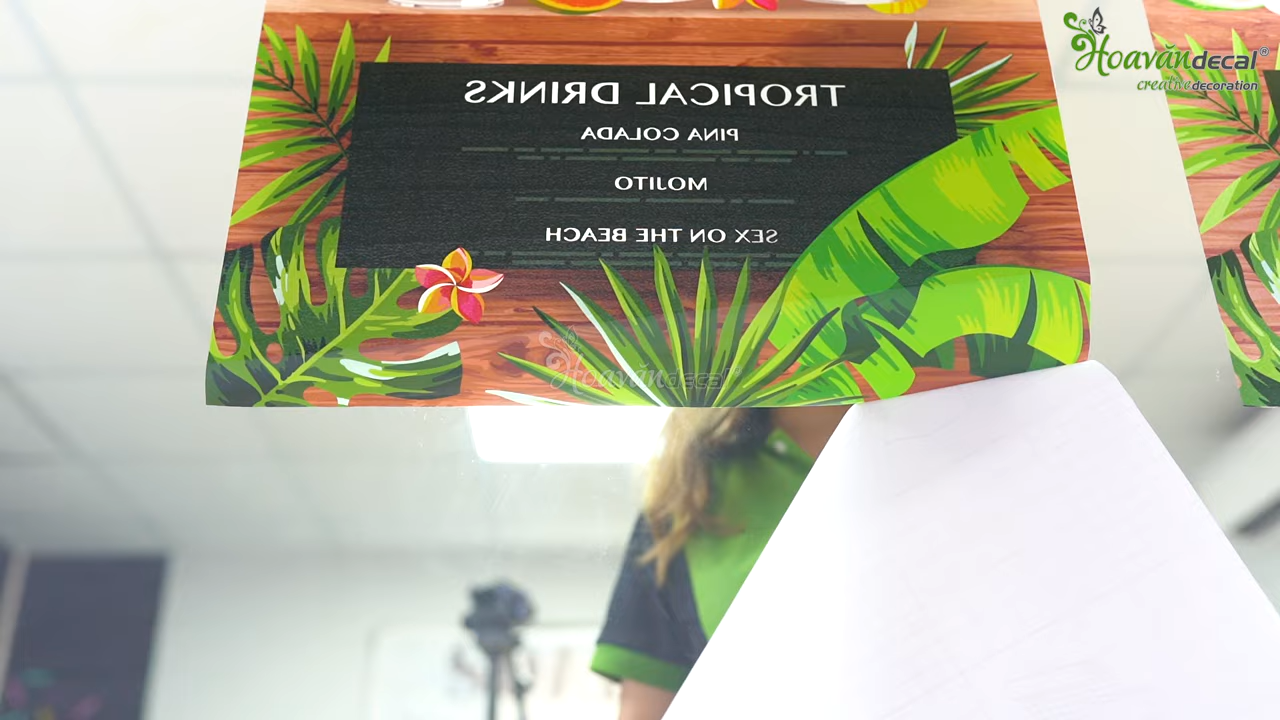 TROPICAL DRINKS
PINA COLADA
MOJITO
SEX ON THE BEACH
Hoavăndecal®
creative decoration
Hoavăndecal®